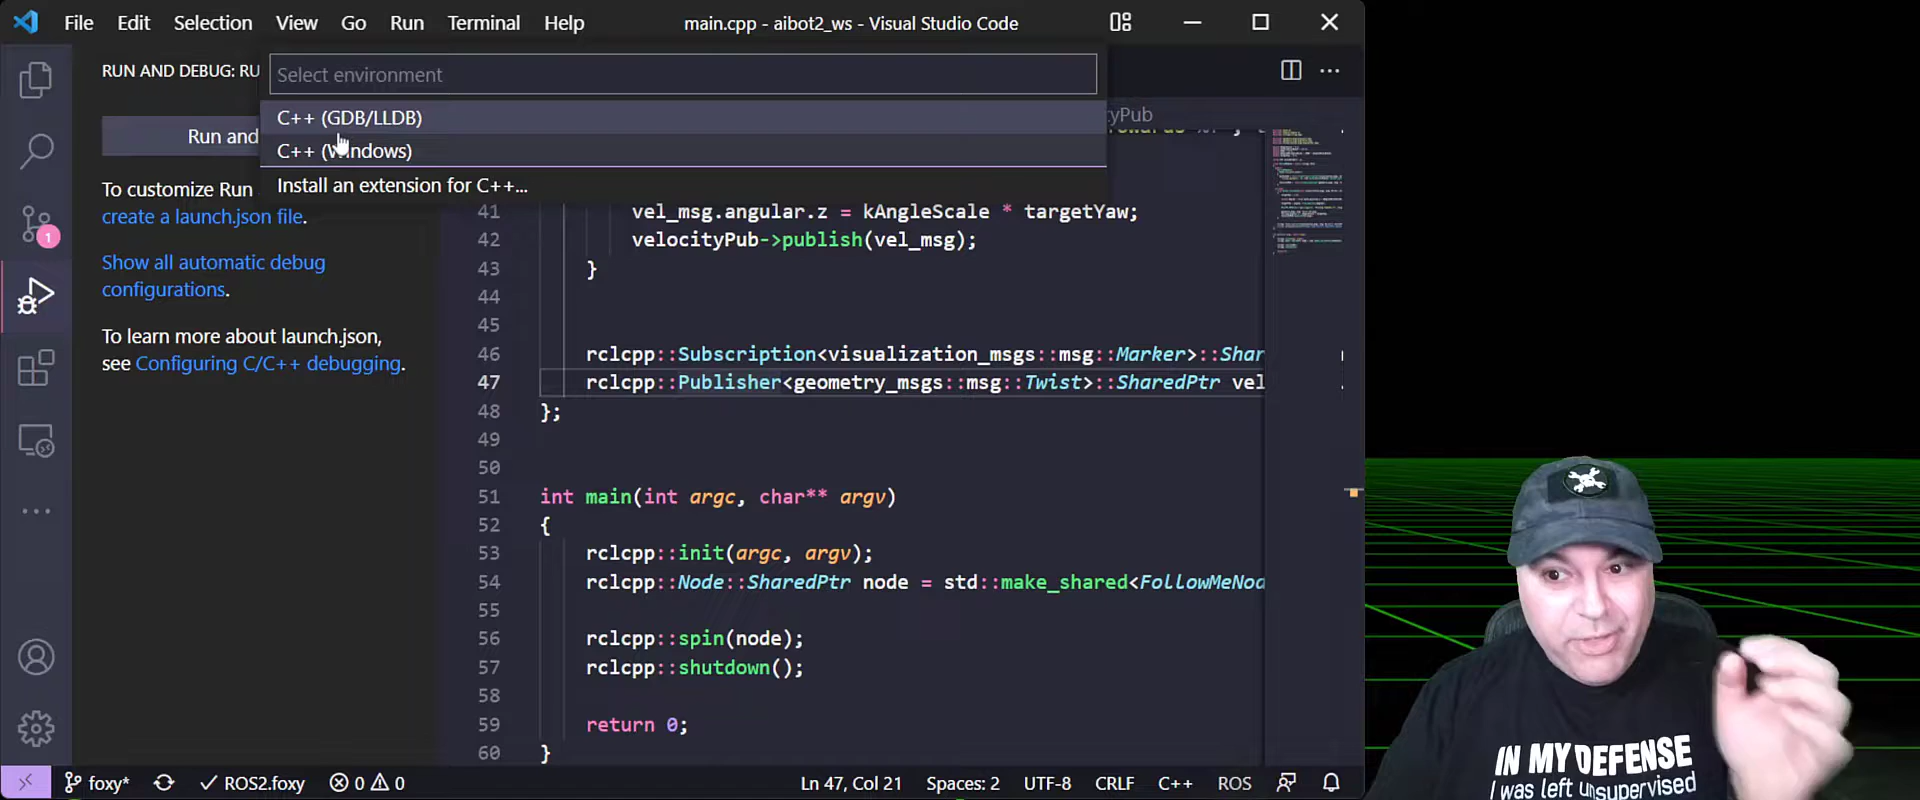 File Edit Selection View Go Run Terminal Help main.cpp - aibot2_ws - Visual Studio Code
RUN AND DEBUG: RU
Select environment
C++ (GDB/LLDB)
C++ (Windows)
Install an extension for C++...
yPub
Run and
To customize Run
create a launch.json file.
Show all automatic debug
configurations.
To learn more about launch.json,
see Configuring C/C++ debugging.
1
41 vel_msg.angular.z = kAngleScale * targetYaw;
42 velocityPub->publish(vel_msg);
43 }
44
45
46 rclcpp::Subscription<visualization_msgs::msg::Marker>::Shar
47 rclcpp::Publisher<geometry_msgs::msg::Twist>::SharedPtr vel
48 };
49
50
51 int main(int argc, char** argv)
52 {
53 rclcpp::init(argc, argv);
54 rclcpp::Node::SharedPtr node = std::make_shared<FollowMeNod
55
56 rclcpp::spin(node);
57 rclcpp::shutdown();
58
59 return 0;
60 }
foxy* ROS2.foxy 0 0 Ln 47, Col 21 Spaces: 2 UTF-8 CRLF C++ ROS
IN MY DEFENSE
I was left unsupervised